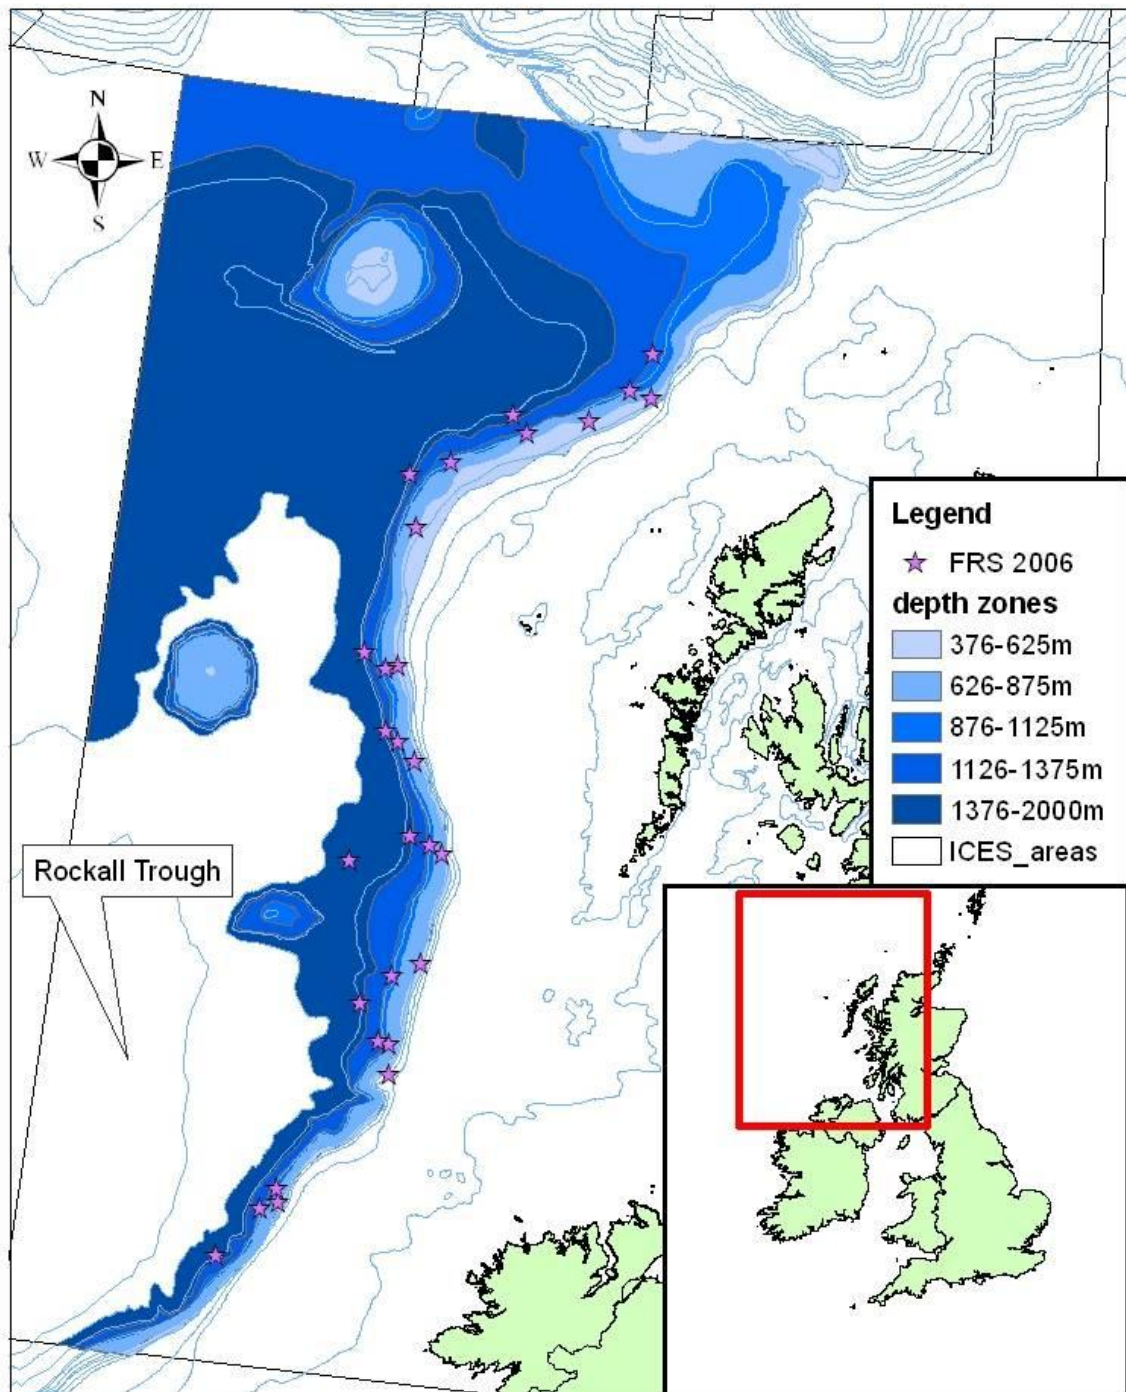 N
W E
S
Legend
FRS 2006
depth zones
376-625m
626-875m
876-1125m
1126-1375m
1376-2000m
ICES_areas
Rockall Trough